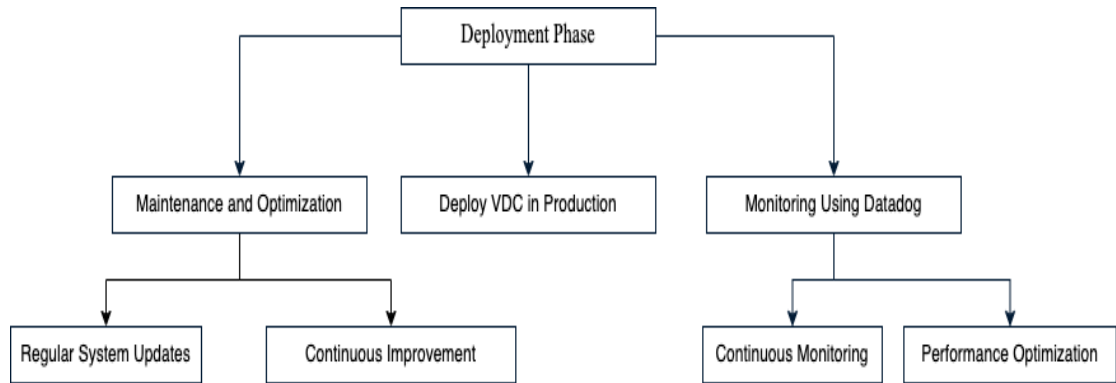 Deployment Phase
Maintenance and Optimization
Deploy VDC in Production
Monitoring Using Datadog
Regular System Updates
Continuous Improvement
Continuous Monitoring
Performance Optimization